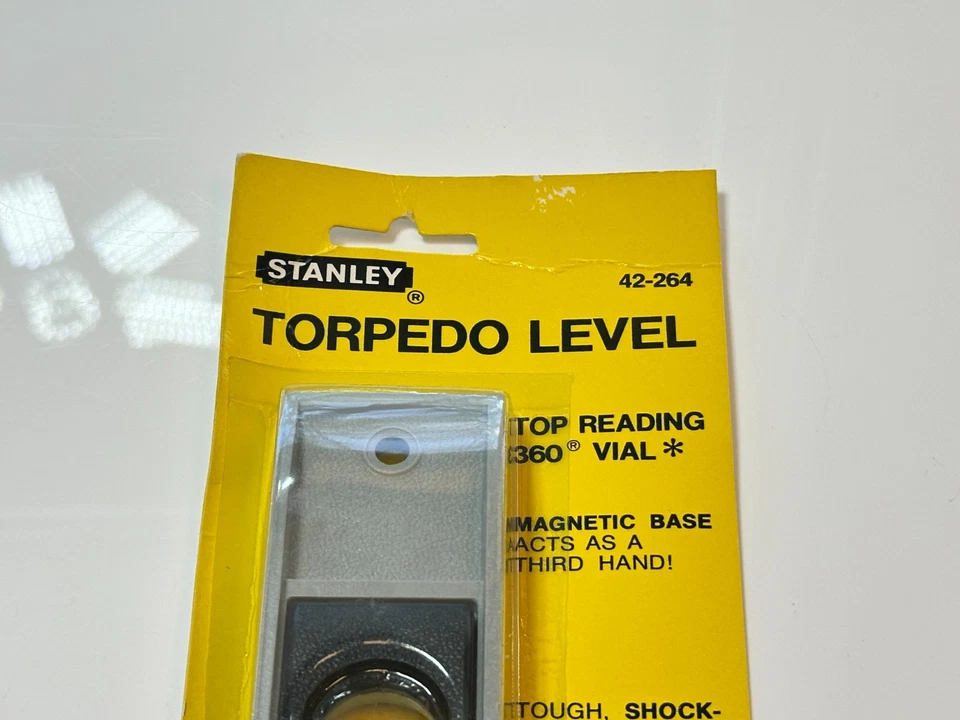 STANLEY®
42-264
TORPEDO LEVEL
TOP READING
360® VIAL*
MAGNETIC BASE
ACTS AS A
THIRD HAND!
TOUGH, SHOCK-